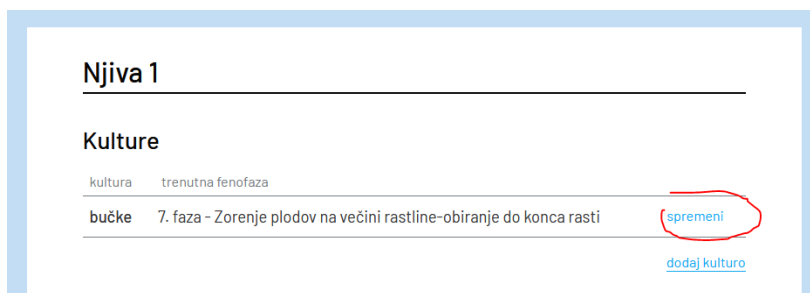 Njiva 1
Kulture
kultura trenutna fenofaza
bučke 7. faza - Zorenje plodov na večini rastline-obiranje do konca rasti spremeni
dodaj kulturo